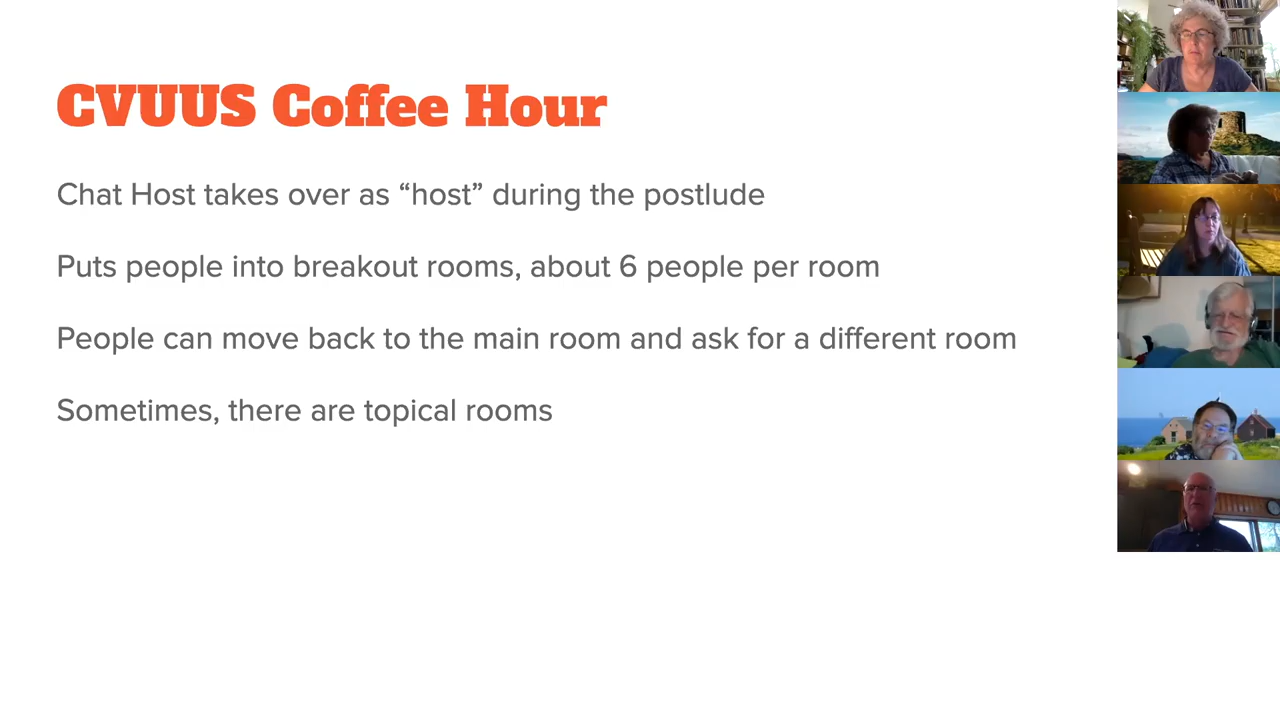 CVUUS Coffee Hour
Chat Host takes over as “host” during the postlude
Puts people into breakout rooms, about 6 people per room
People can move back to the main room and ask for a different room
Sometimes, there are topical rooms